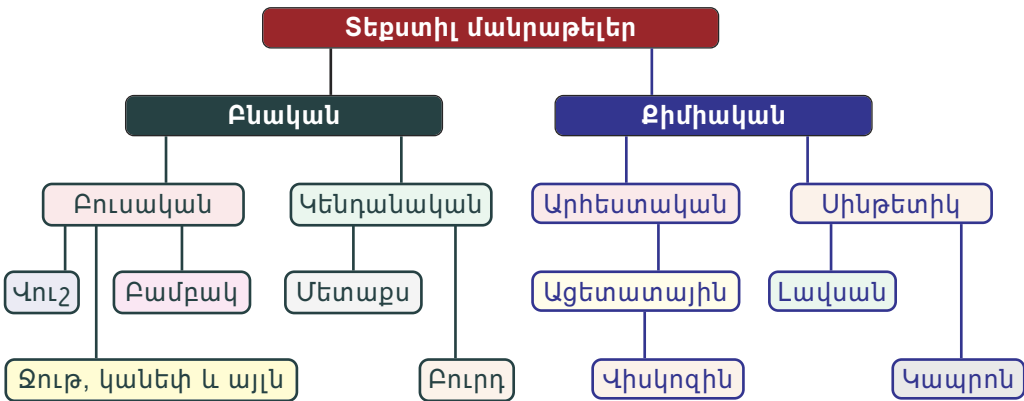 Տեքստիլ մանրաթելեր
Բնական
Քիմիական
Բուսական
Կենդանական
Արհեստական
Սինթետիկ
Վուշ
Բամբակ
Մետաքս
Ացետատային
Լավսան
Ջութ, կանեփ և այլն
Բուրդ
Վիսկոզին
Կապրոն